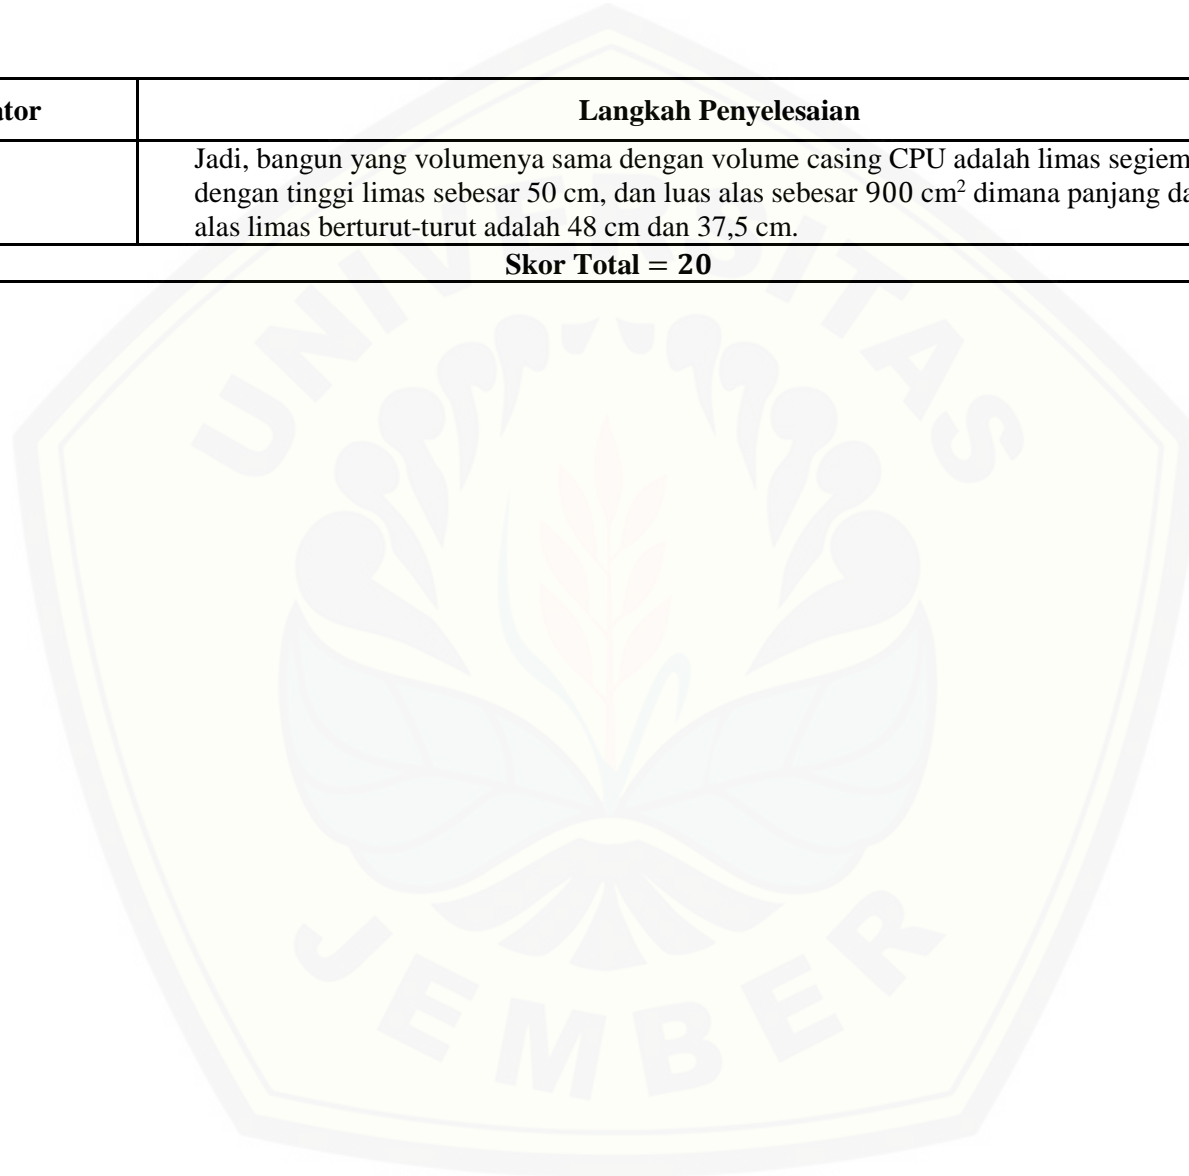 ator
Langkah Penyelesaian
Jadi, bangun yang volumenya sama dengan volume casing CPU adalah limas segiem
dengan tinggi limas sebesar 50 cm, dan luas alas sebesar 900 cm² dimana panjang da
alas limas berturut-turut adalah 48 cm dan 37,5 cm.
Skor Total = 20
UNIVERSITAS
JEMBER